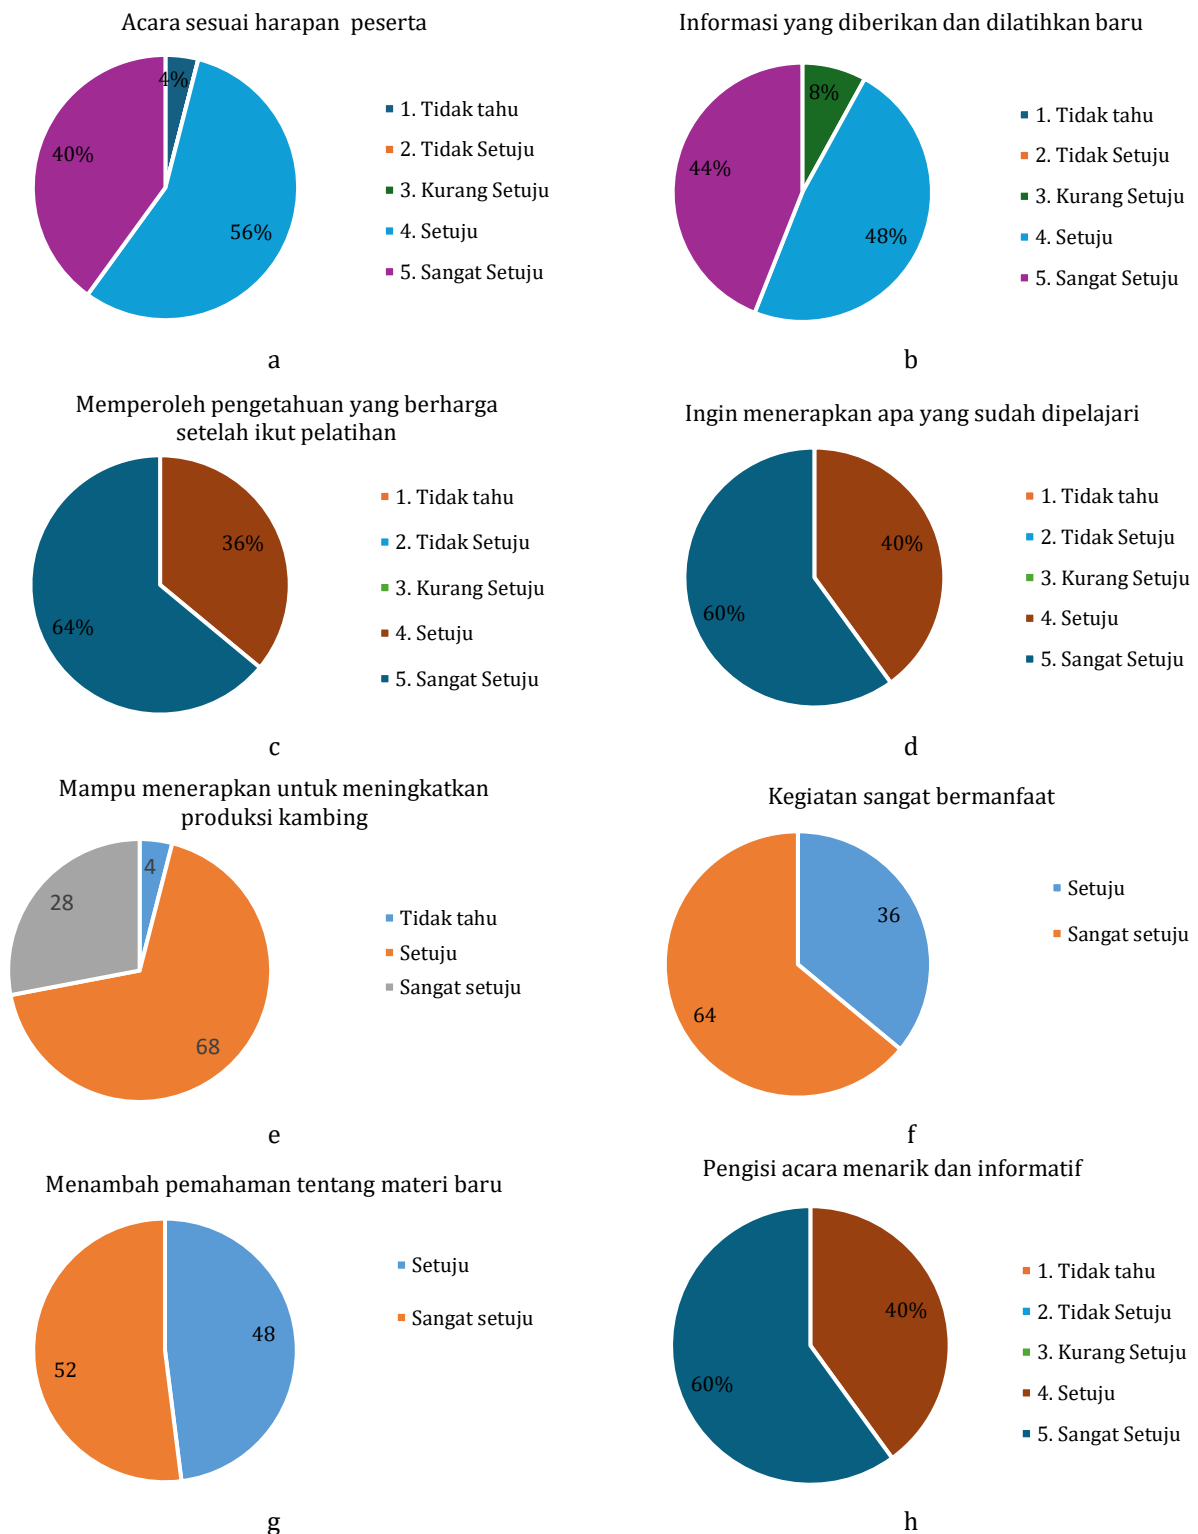 Acara sesuai harapan  peserta
4%
40%
56%
1. Tidak tahu
2. Tidak Setuju
3. Kurang Setuju
4. Setuju
5. Sangat Setuju
a
Informasi yang diberikan dan dilatihkan baru
8%
44%
48%
1. Tidak tahu
2. Tidak Setuju
3. Kurang Setuju
4. Setuju
5. Sangat Setuju
b
Memperoleh pengetahuan yang berharga
setelah ikut pelatihan
36%
64%
1. Tidak tahu
2. Tidak Setuju
3. Kurang Setuju
4. Setuju
5. Sangat Setuju
c
Ingin menerapkan apa yang sudah dipelajari
40%
60%
1. Tidak tahu
2. Tidak Setuju
3. Kurang Setuju
4. Setuju
5. Sangat Setuju
d
Mampu menerapkan untuk meningkatkan
produksi kambing
4
28
68
Tidak tahu
Setuju
Sangat setuju
e
Kegiatan sangat bermanfaat
36
64
Setuju
Sangat setuju
f
Menambah pemahaman tentang materi baru
48
52
Setuju
Sangat setuju
g
Pengisi acara menarik dan informatif
40%
60%
1. Tidak tahu
2. Tidak Setuju
3. Kurang Setuju
4. Setuju
5. Sangat Setuju
h